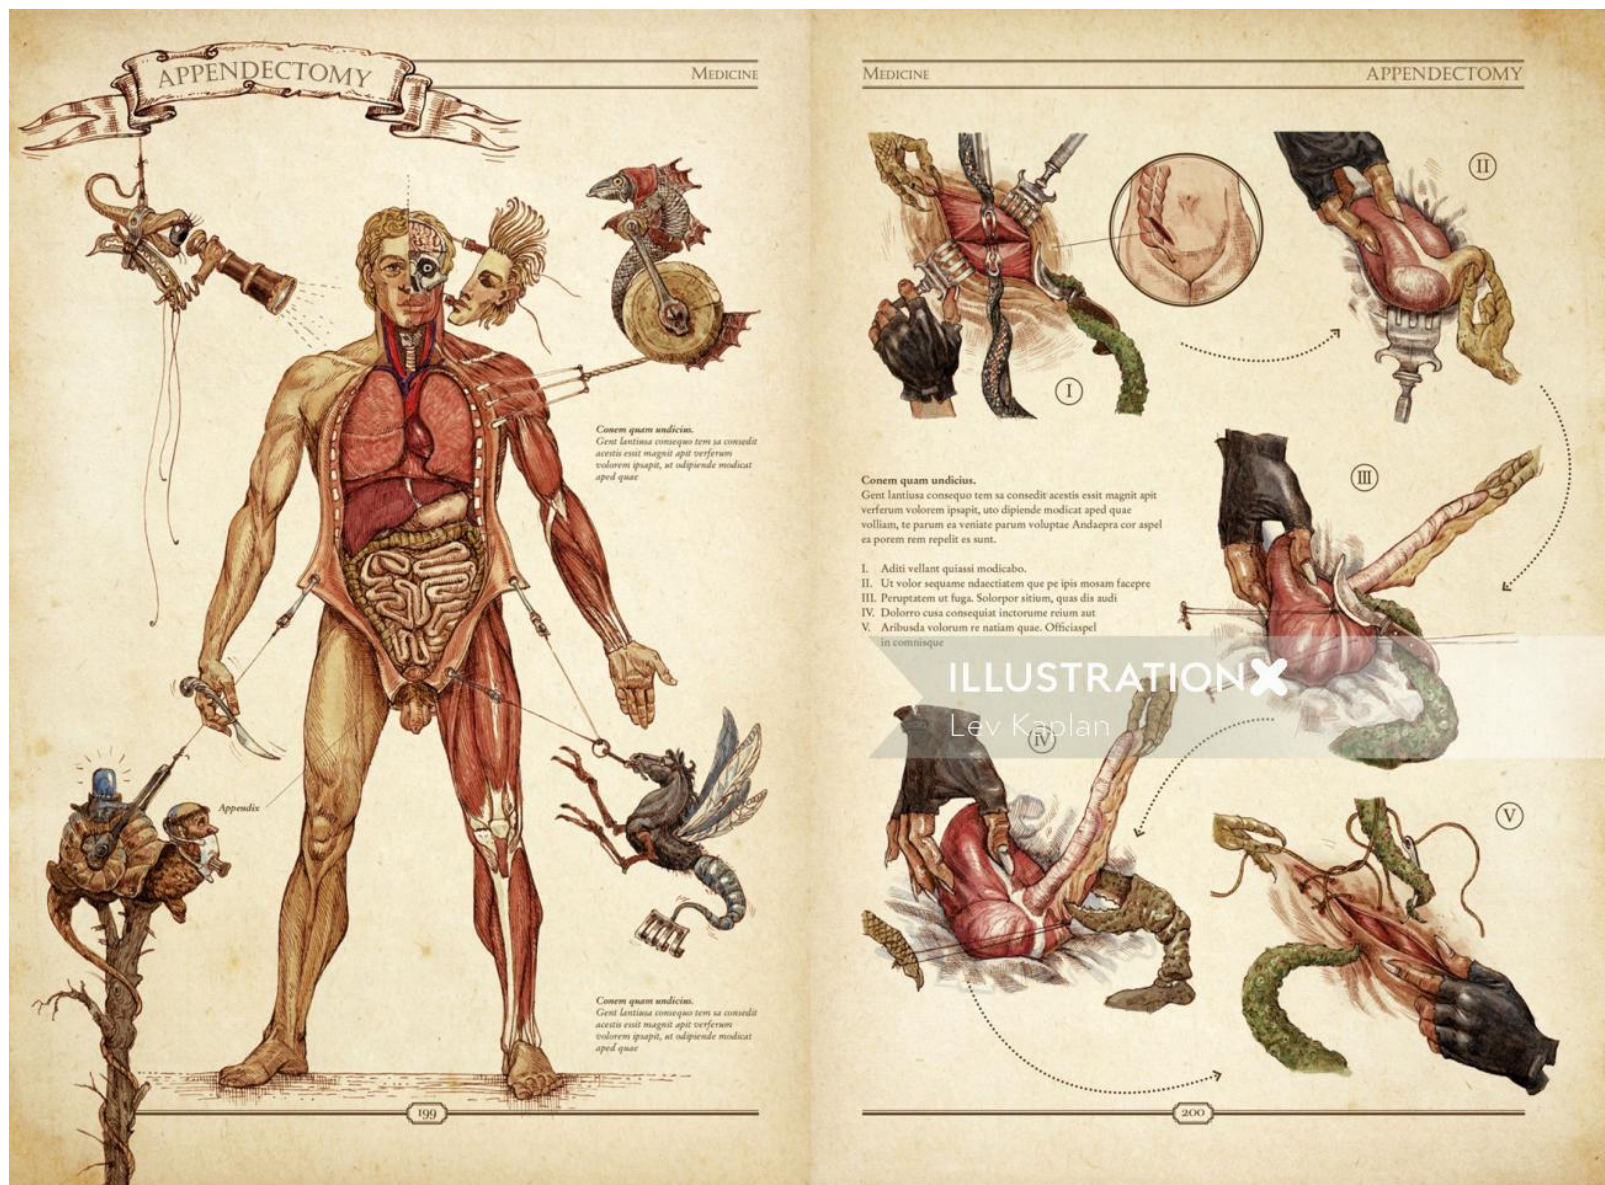 APPENDECTOMY
MEDICINE
Conem quam undicius.
Gent lantiusa consequo tem sa consedit
acestis essit magnit apit verferum
volorem ipsapit, ut odipiende modicat
aped quae
Appendix
Conem quam undicius.
Gent lantiusa consequo tem sa consedit
acestis essit magnit apit verferum
volorem ipsapit, ut odipiende modicat
aped quae
199
MEDICINE
APPENDECTOMY
I
II
III
Conem quam undicius.
Gent lantiusa consequo tem sa consedit acestis essit magnit apit
verferum volorem ipsapit, uto dipiende modicat aped quae
volliam, te parum ea veniate parum voluptae Andaepra cor aspel
ea porem rem repelit es sunt.
I. Aditi vellant quiassi modicabo.
II. Ut volor sequame ndaectiatem que pe ipis mosam facepre
III. Peruptatem ut fuga. Solorpor sitium, quas dis audi
IV. Dolorro cusa consequiat inctorume reium aut
V. Aribusda volorum re natiam quae. Officiaspel
in comnisque
ILLUSTRATIONX
Lev Kaplan
IV
V
200